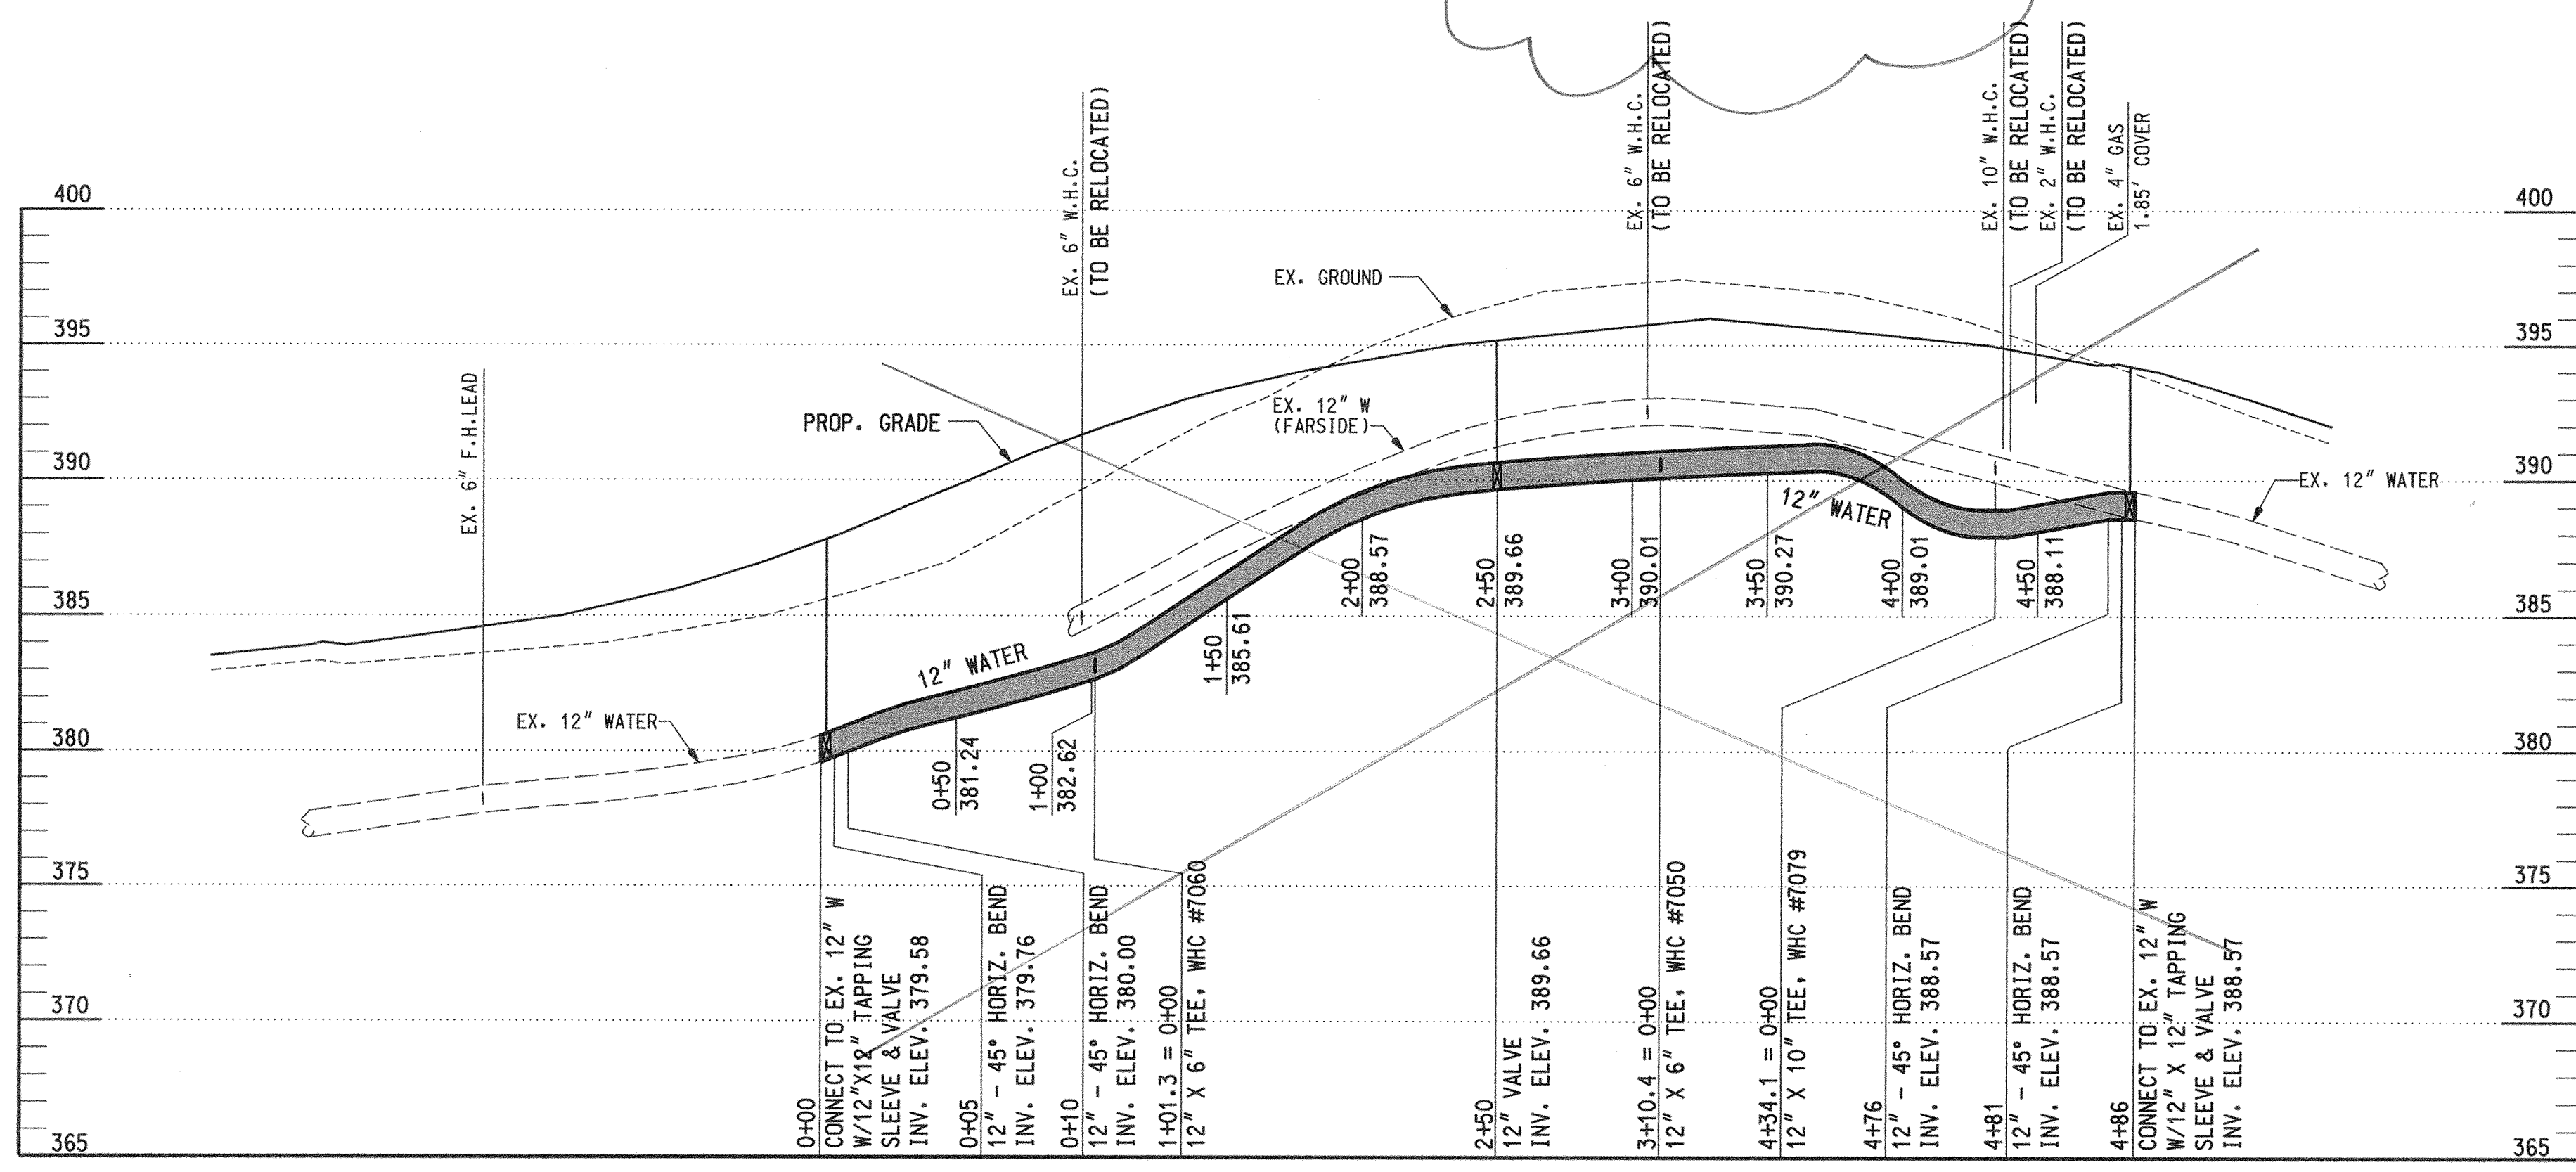 EX. 6" W.H.C.
(TO BE RELOCATED)
EX. 6" W.H.C.
(TO BE RELOCATED)
EX. 10" W.H.C.
(TO BE RELOCATED)
EX. 2" W.H.C.
(TO BE RELOCATED)
EX. 4" GAS
1.85' COVER
400
400
EX. GROUND
395
395
EX. 6" F.H.LEAD
PROP. GRADE
EX. 12" W
(FARSIDE)
390
390
EX. 12" WATER
12" WATER
385
385
2+00
388.57
2+50
389.66
3+00
390.01
3+50
390.27
4+00
389.01
4+50
388.11
1+50
385.61
12" WATER
EX. 12" WATER
380
380
0+50
381.24
1+00
382.62
375
375
370
370
365
365
0+00
CONNECT TO EX. 12" W
W/12"X12" TAPPING
SLEEVE & VALVE
INV. ELEV. 379.58
0+05
12" - 45° HORIZ. BEND
INV. ELEV. 379.76
0+10
12" - 45° HORIZ. BEND
INV. ELEV. 380.00
1+01.3 = 0+00
12" X 6" TEE, WHC #7060
2+50
12" VALVE
INV. ELEV. 389.66
3+10.4 = 0+00
12" X 6" TEE, WHC #7050
4+34.1 = 0+00
12" X 10" TEE, WHC #7079
4+76
12" - 45° HORIZ. BEND
INV. ELEV. 388.57
4+81
12" - 45° HORIZ. BEND
INV. ELEV. 388.57
4+86
CONNECT TO EX. 12" W
W/12" X 12" TAPPING
SLEEVE & VALVE
INV. ELEV. 388.57